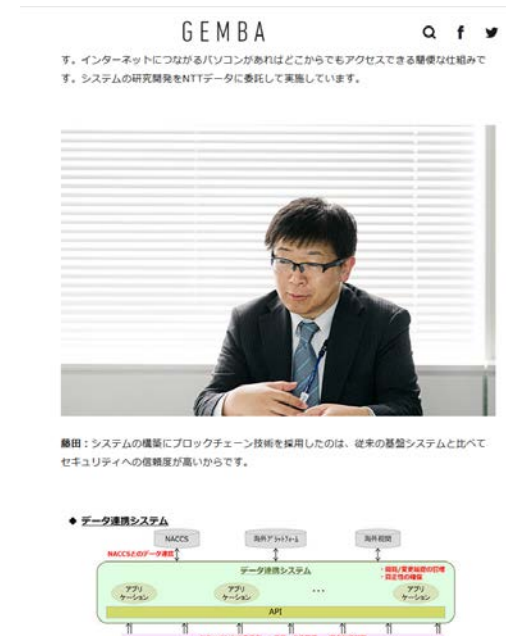 GEMBA
す。インターネットにつながるパソコンがあればどこからでもアクセスできる簡便な仕組みで
す。システムの研究開発をNTTデータに委託して実施しています。
藤田：システムの構築にブロックチェーン技術を採用したのは、従来の基盤システムと比べて
セキュリティへの信頼度が高いからです。
◆ データ連携システム
NACCS
海外プラットフォーム
海外税関
NACCSとのデータ連携
データ連携システム
・開示/変更履歴の管理
・真正性の確保
アプリ
ケーション
アプリ
ケーション
...
アプリ
ケーション
API